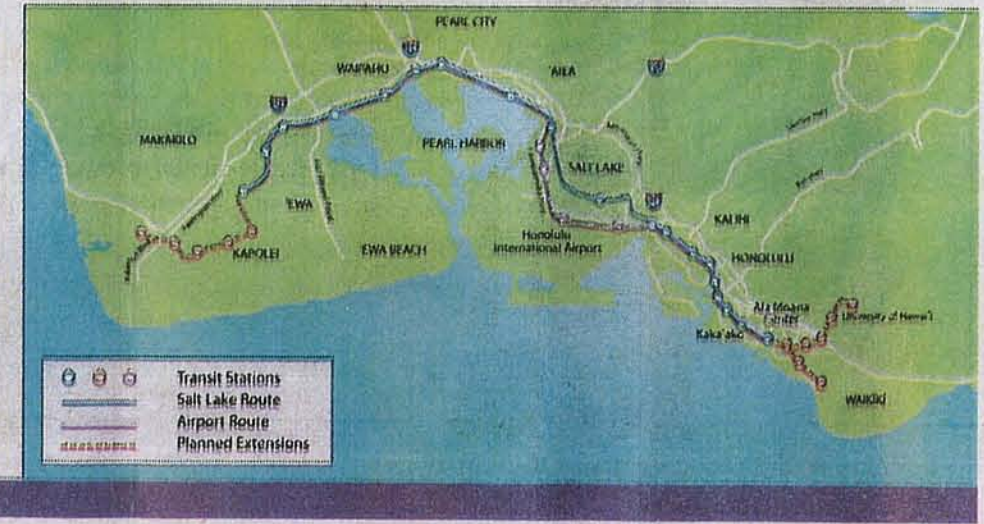 PEARL CITY
WAIPAHU
'AIEA
MAKAKILO
PEARL HARBOR
SALT LAKE
'EWA
KALIHI
KAPOLEI
EWA BEACH
Honolulu
International Airport
HONOLULU
Ala Moana
Center
University of Hawai'i
Kaka'ako
WAIKIKI
Transit Stations
Salt Lake Route
Airport Route
Planned Extensions